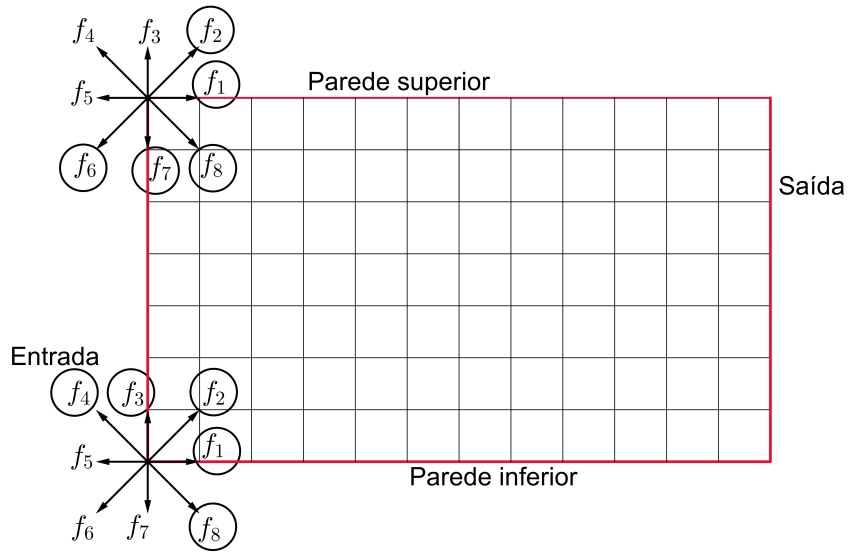 f₄ f₃ f₂
f₅ f₁
Parede superior
f₆ f₇ f₈
Saída
Entrada
f₄ f₃ f₂
f₅ f₁
Parede inferior
f₆ f₇ f₈